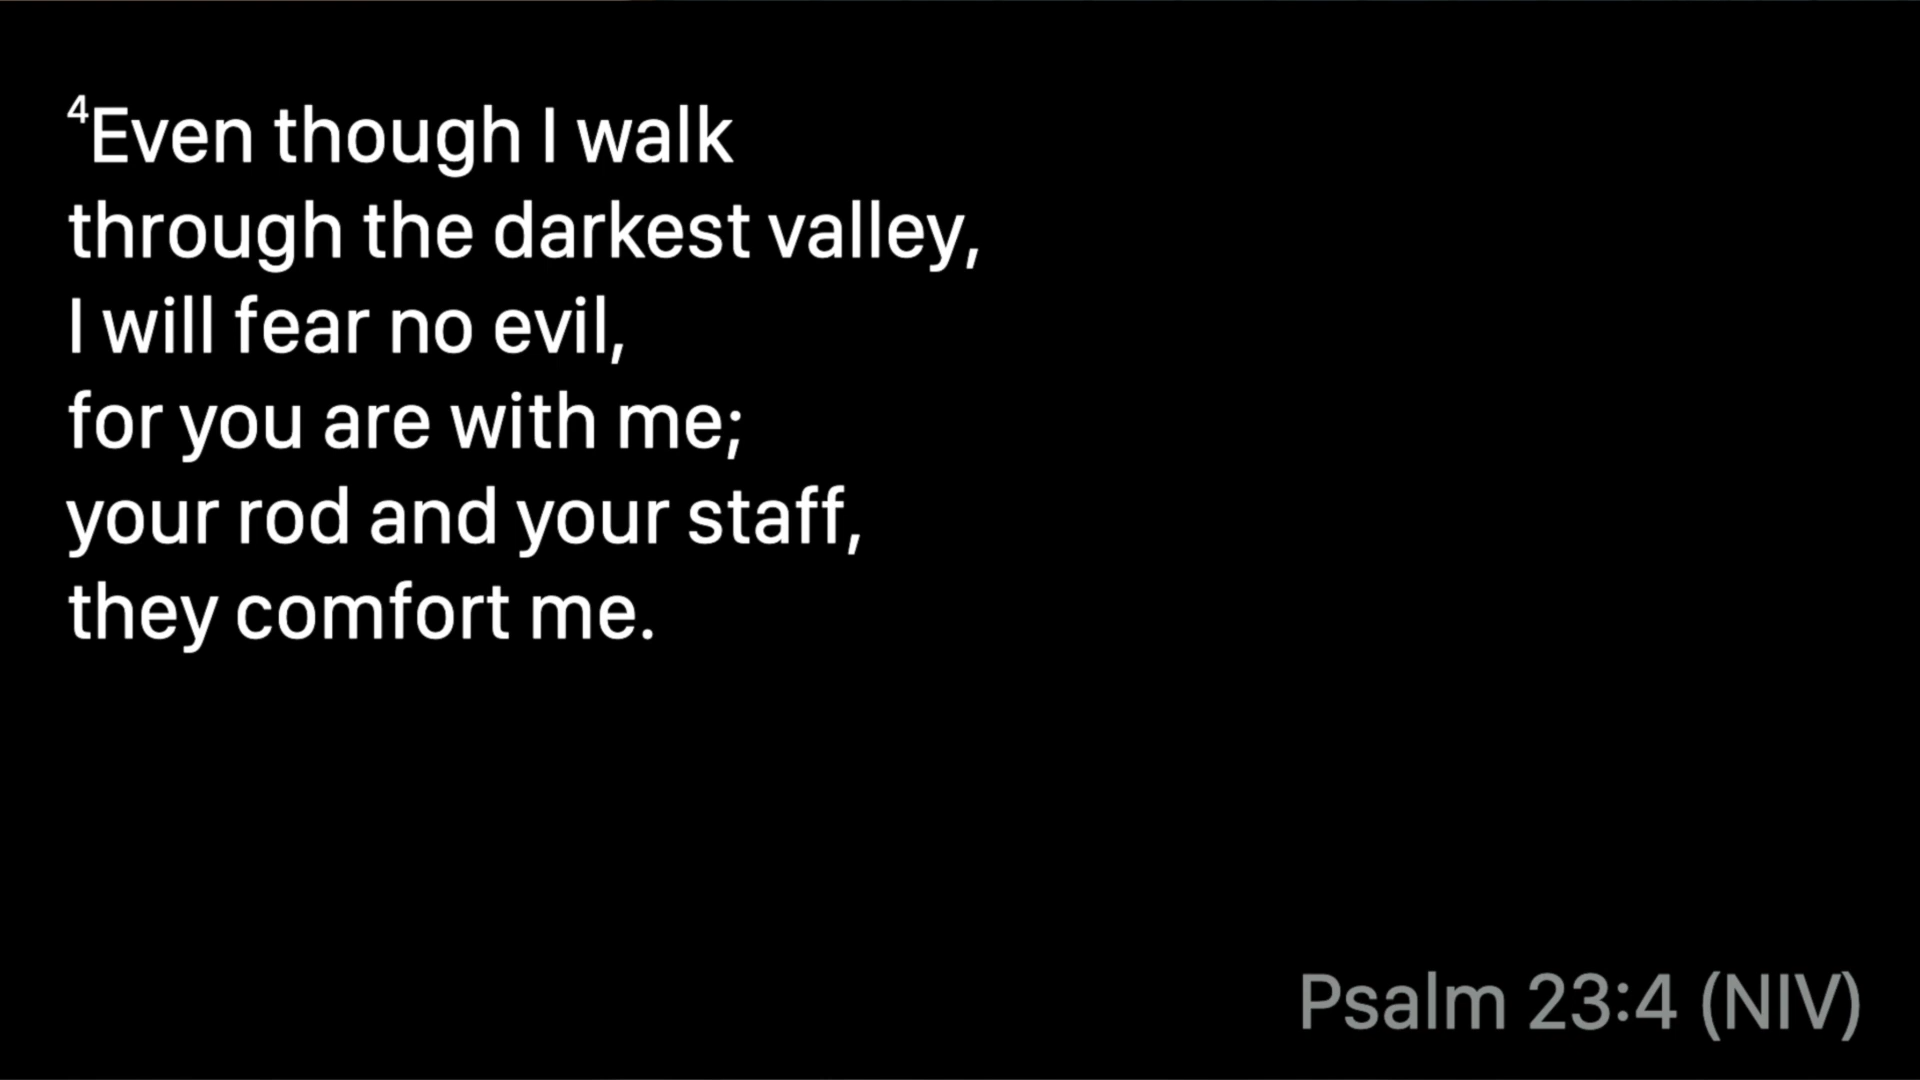 4Even though I walk
through the darkest valley,
I will fear no evil,
for you are with me;
your rod and your staff,
they comfort me.
Psalm 23:4 (NIV)